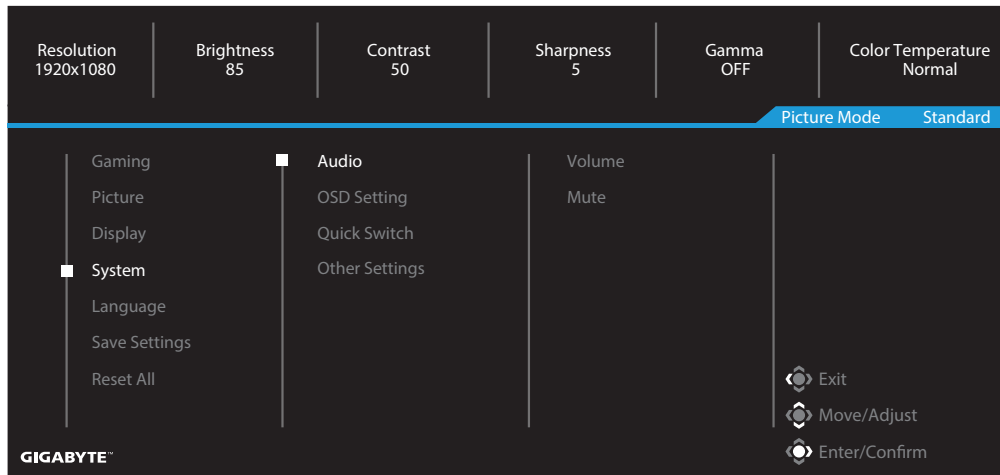 Resolution
1920x1080
Brightness
85
Contrast
50
Sharpness
5
Gamma
OFF
Color Temperature
Normal
Picture Mode Standard
Gaming
Picture
Display
System
Language
Save Settings
Reset All
Audio
OSD Setting
Quick Switch
Other Settings
Volume
Mute
Exit
Move/Adjust
Enter/Confirm
GIGABYTE™